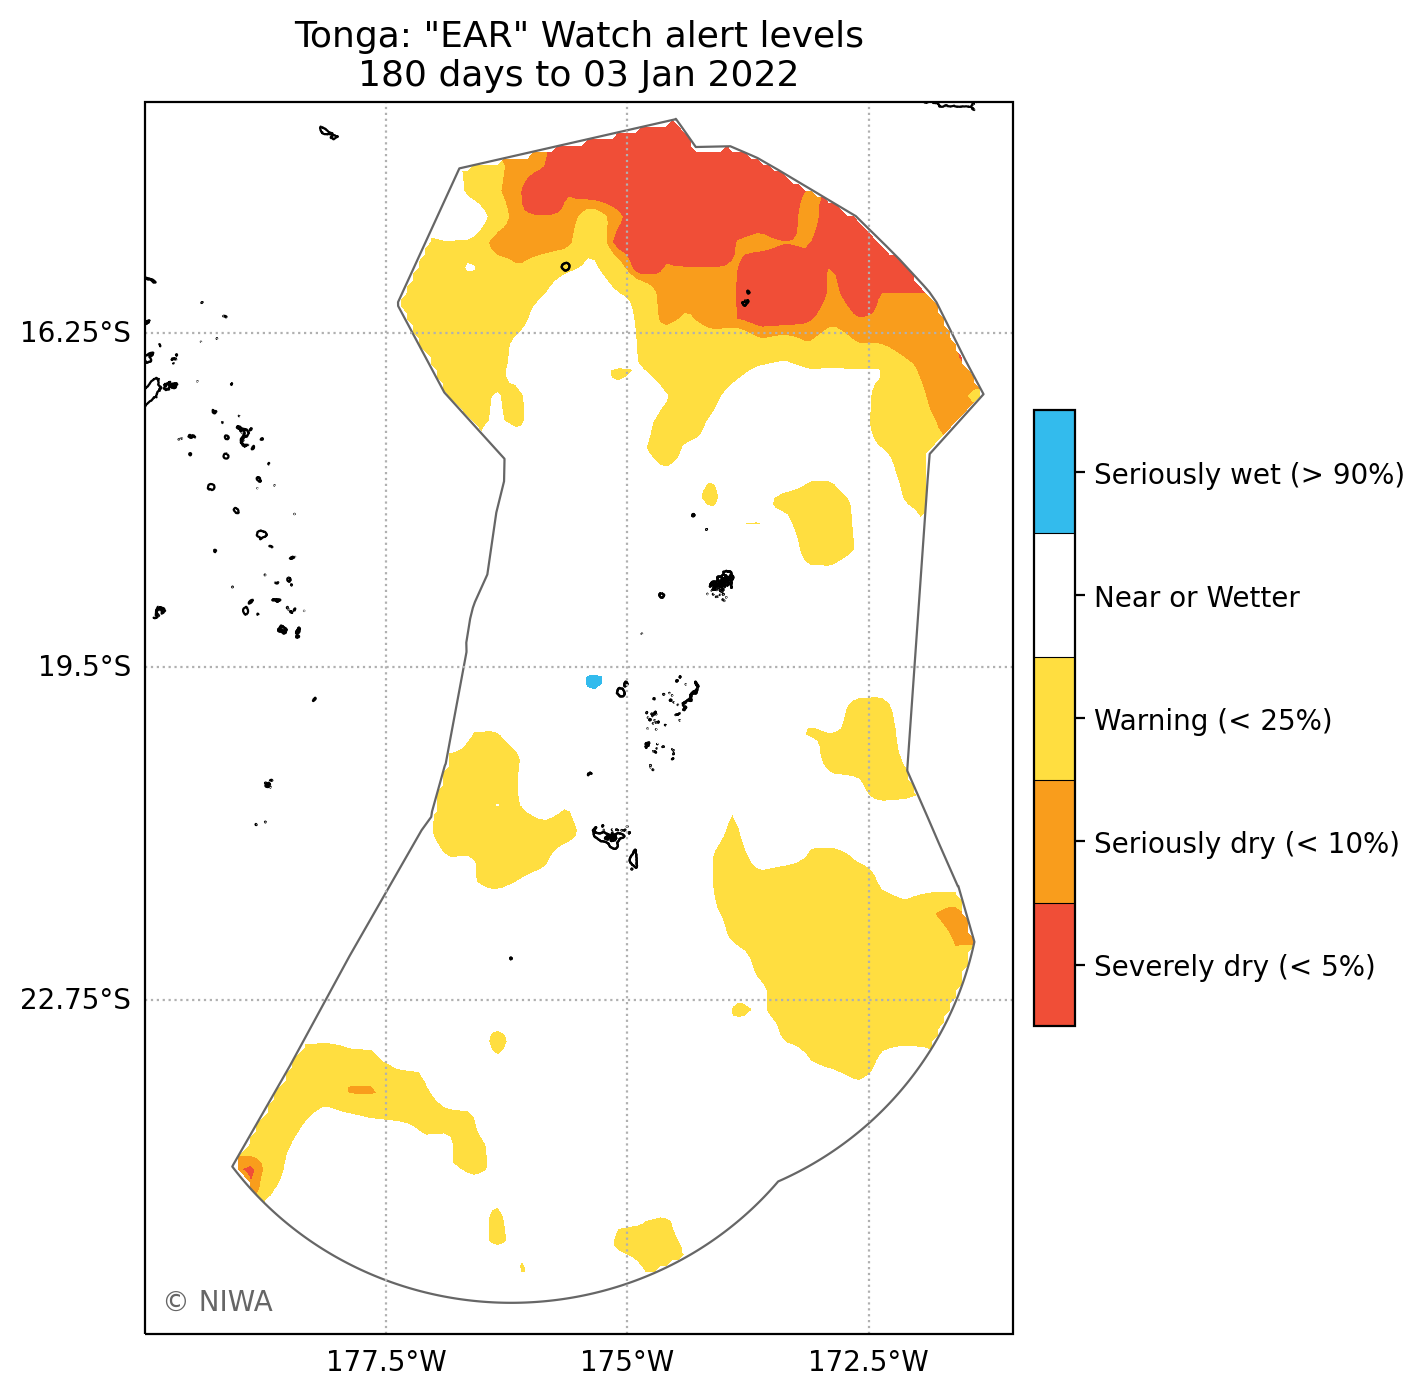 Tonga: "EAR" Watch alert levels
180 days to 03 Jan 2022
16.25°S
19.5°S
22.75°S
177.5°W
175°W
172.5°W
Seriously wet (> 90%)
Near or Wetter
Warning (< 25%)
Seriously dry (< 10%)
Severely dry (< 5%)
© NIWA